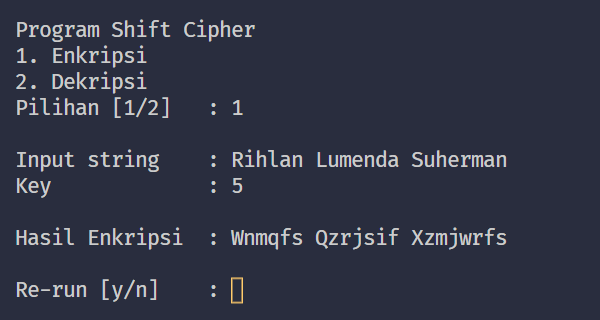 Program Shift Cipher
1. Enkripsi
2. Dekripsi
Pilihan [1/2] : 1
Input string : Rihlan Lumenda Suherman
Key : 5
Hasil Enkripsi : Wnmqfs Qzrjsif Xzmjwrfs
Re-run [y/n] :